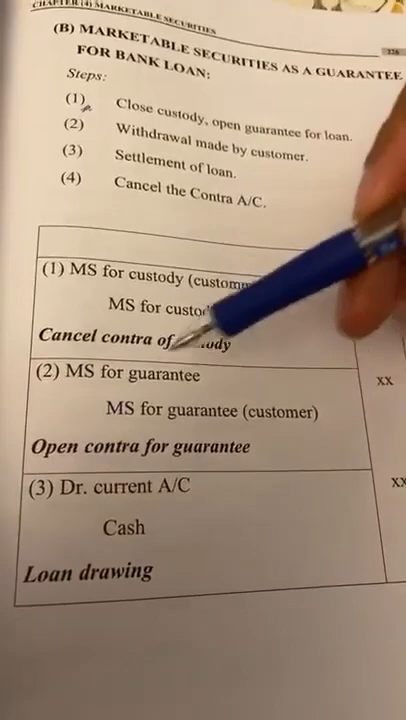 CHAPTER (4) MARKETABLE SECURITIES
326
(B) MARKETABLE SECURITIES AS A GUARANTEE
FOR BANK LOAN:
Steps:
(1) Close custody, open guarantee for loan.
(2) Withdrawal made by customer.
(3) Settlement of loan.
(4) Cancel the Contra A/C.
(1) MS for custody
MS for
Cancel contra of
(2) MS for guarantee
xx
MS for guarantee (customer)
Open contra for guarantee
(3) Dr. current A/C
xx
Cash
Loan drawing